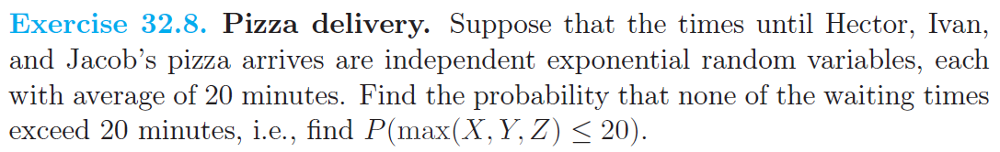 Exercise 32.8. Pizza delivery. Suppose that the times until Hector, Ivan,
and Jacob's pizza arrives are independent exponential random variables, each
with average of 20 minutes. Find the probability that none of the waiting times
exceed 20 minutes, i.e., find P(max(X, Y, Z) ≤ 20).